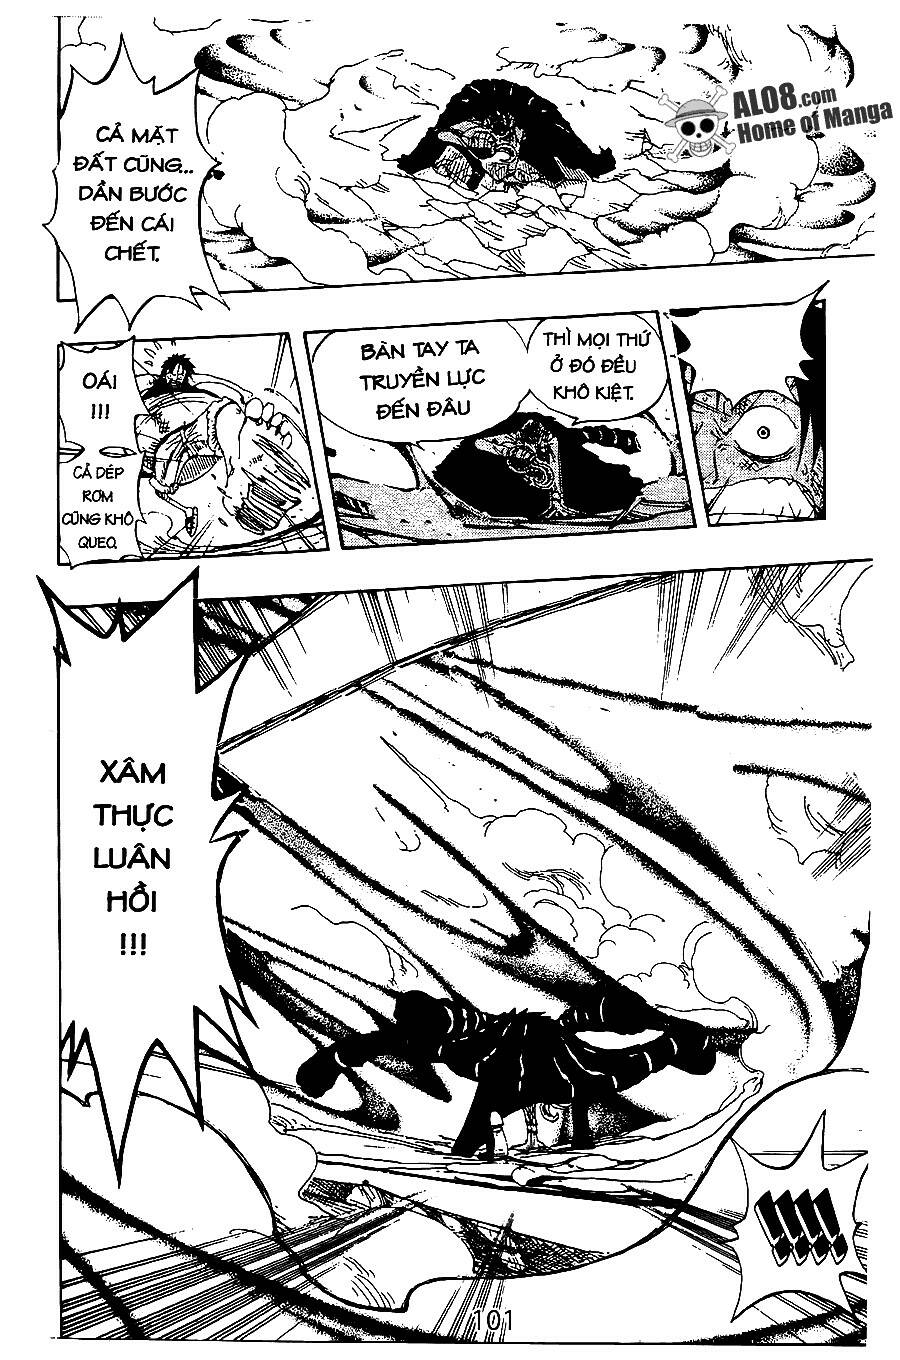 AL08.com
Home of Manga
CẢ MẶT
ĐẤT CŨNG...
DẦN BƯỚC
ĐẾN CÁI
CHẾT.
THÌ MỌI THỨ
Ở ĐÓ ĐỀU
KHÔ KIỆT.
BÀN TAY TA
TRUYỀN LỰC
ĐẾN ĐÂU
OÁI
!!!
CẢ DÉP
RƠM
CŨNG KHÔ
QUEO.
XÂM
THỰC
LUÂN
HỒI
!!!
!!!!
101